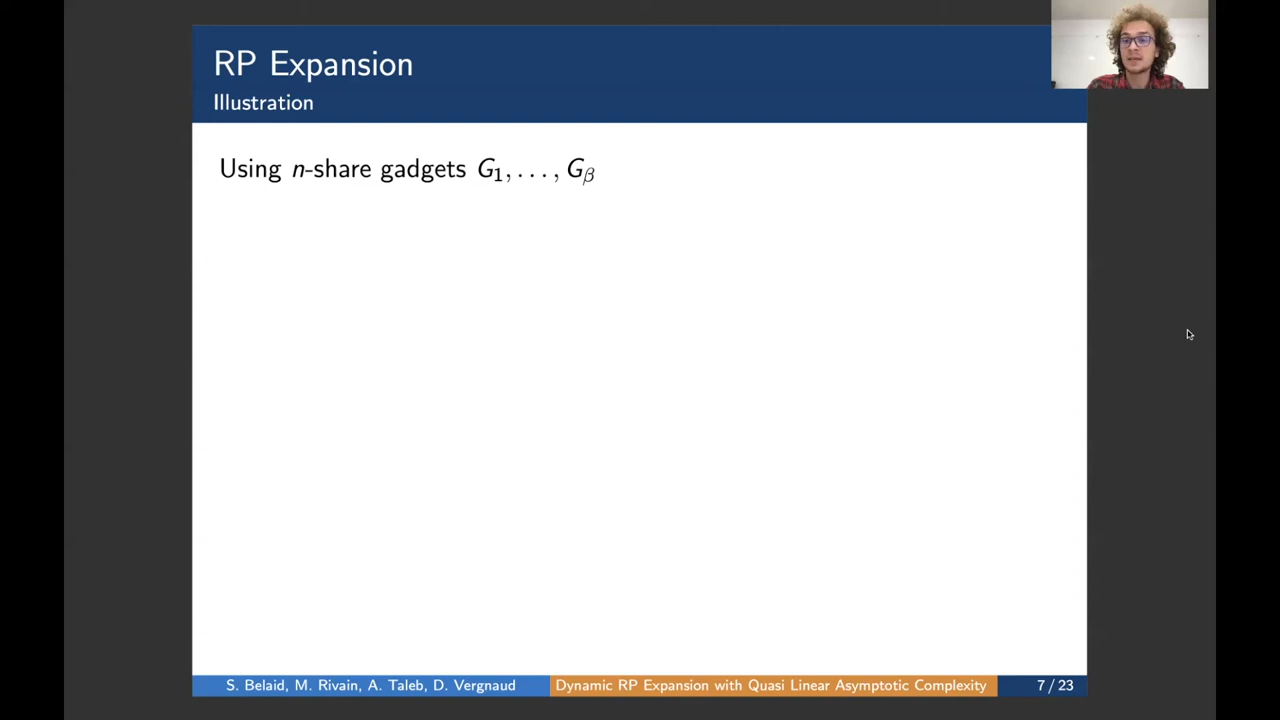 RP Expansion
Illustration
Using n-share gadgets G₁, . . . , Gᵦ
S. Belaid, M. Rivain, A. Taleb, D. Vergnaud
Dynamic RP Expansion with Quasi Linear Asymptotic Complexity
7 / 23